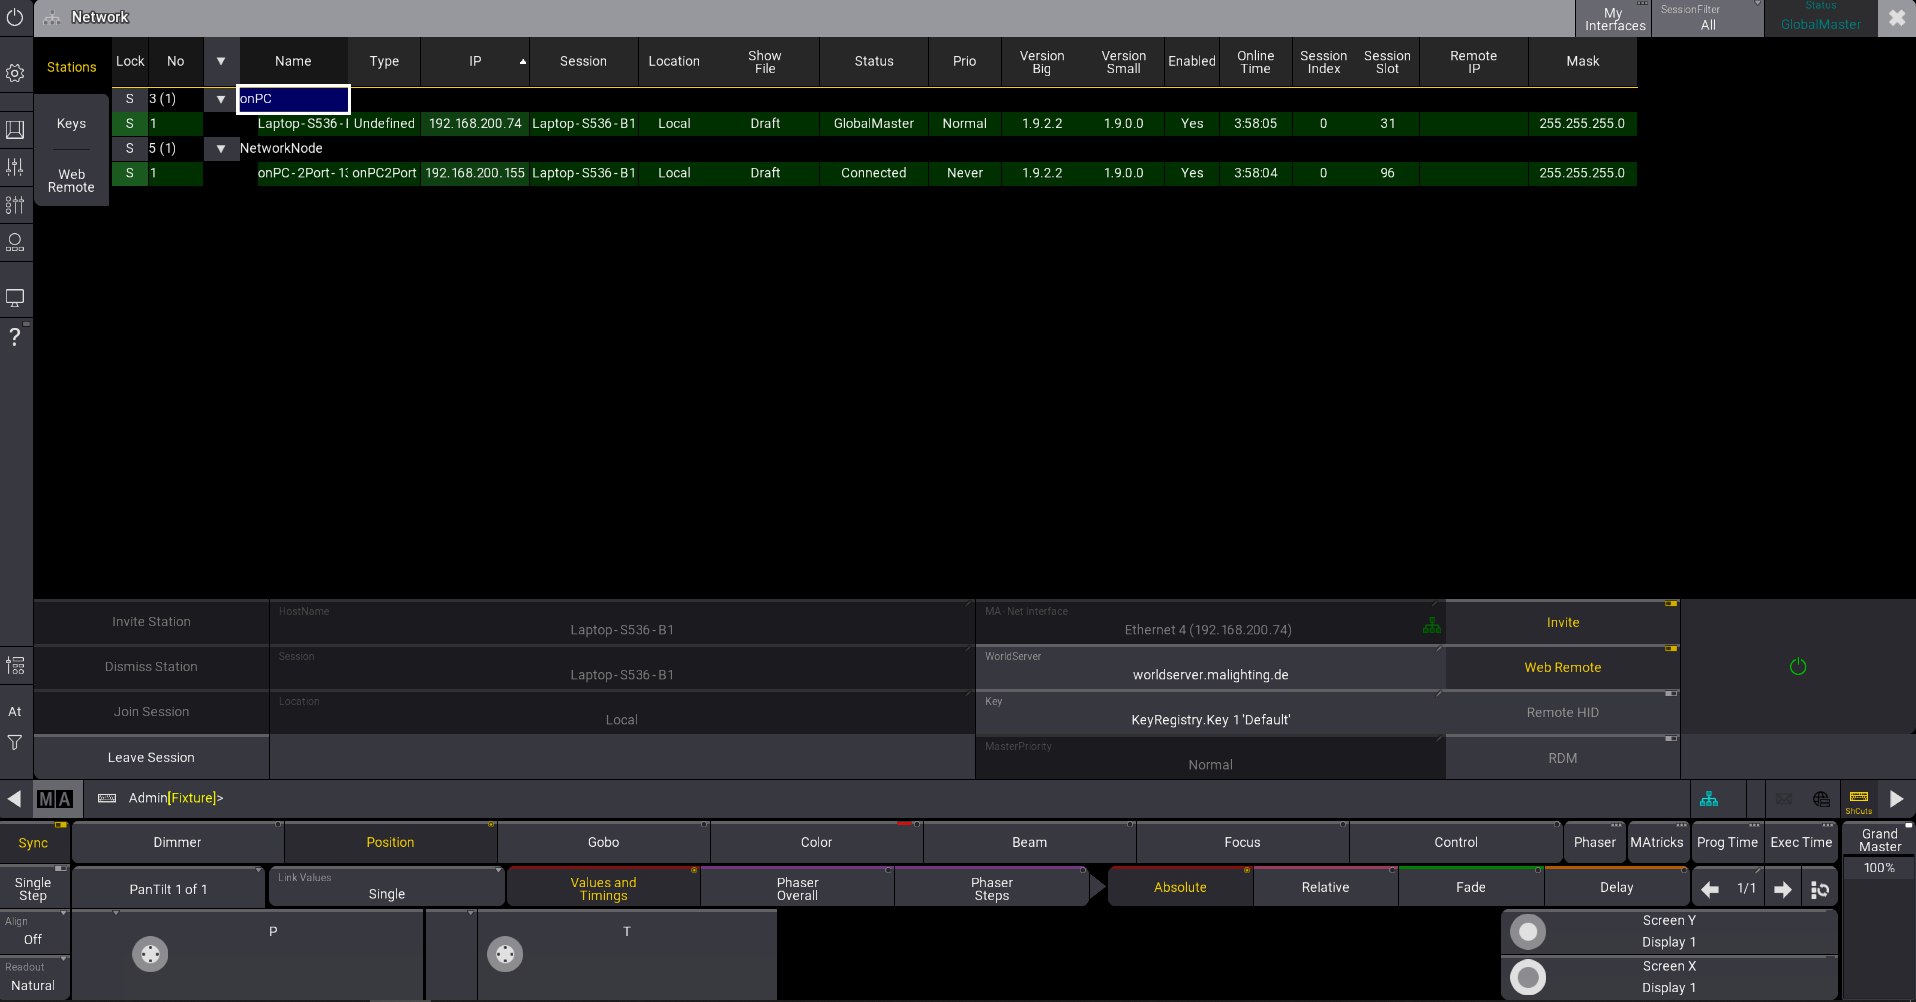 Network
My Interfaces
SessionFilter
All
Status
GlobalMaster
Stations
Lock No Name Type IP Session Location Show File Status Prio Version Big Version Small Enabled Online Time Session Index Session Slot Remote IP Mask
S 3 (1) onPC
Keys
S 1 Laptop-S536- Undefined 192.168.200.74 Laptop-S536-B1 Local Draft GlobalMaster Normal 1.9.2.2 1.9.0.0 Yes 3:58:05 0 31 255.255.255.0
S 5 (1) NetworkNode
Web Remote
S 1 onPC-2Port- onPC2Port 192.168.200.155 Laptop-S536-B1 Local Draft Connected Never 1.9.2.2 1.9.0.0 Yes 3:58:04 0 96 255.255.255.0
?
Invite Station
HostName
Laptop-S536-B1
MA-Net Interface
Ethernet 4 (192.168.200.74)
Invite
Dismiss Station
Session
Laptop-S536-B1
WorldServer
worldserver.malighting.de
Web Remote
At
Join Session
Location
Local
Key
KeyRegistry.Key 1 'Default'
Remote HID
Leave Session
MasterPriority
Normal
RDM
MA
Admin[Fixture]>
ShCuts
Sync
Dimmer Position Gobo Color Beam Focus Control Phaser MAtricks Prog Time Exec Time
Grand Master
100%
Single Step
PanTilt 1 of 1
Link Values
Single
Values and Timings
Phaser Overall
Phaser Steps
Absolute Relative Fade Delay 1/1
Align
Off
P
T
Screen Y
Display 1
Readout
Natural
Screen X
Display 1